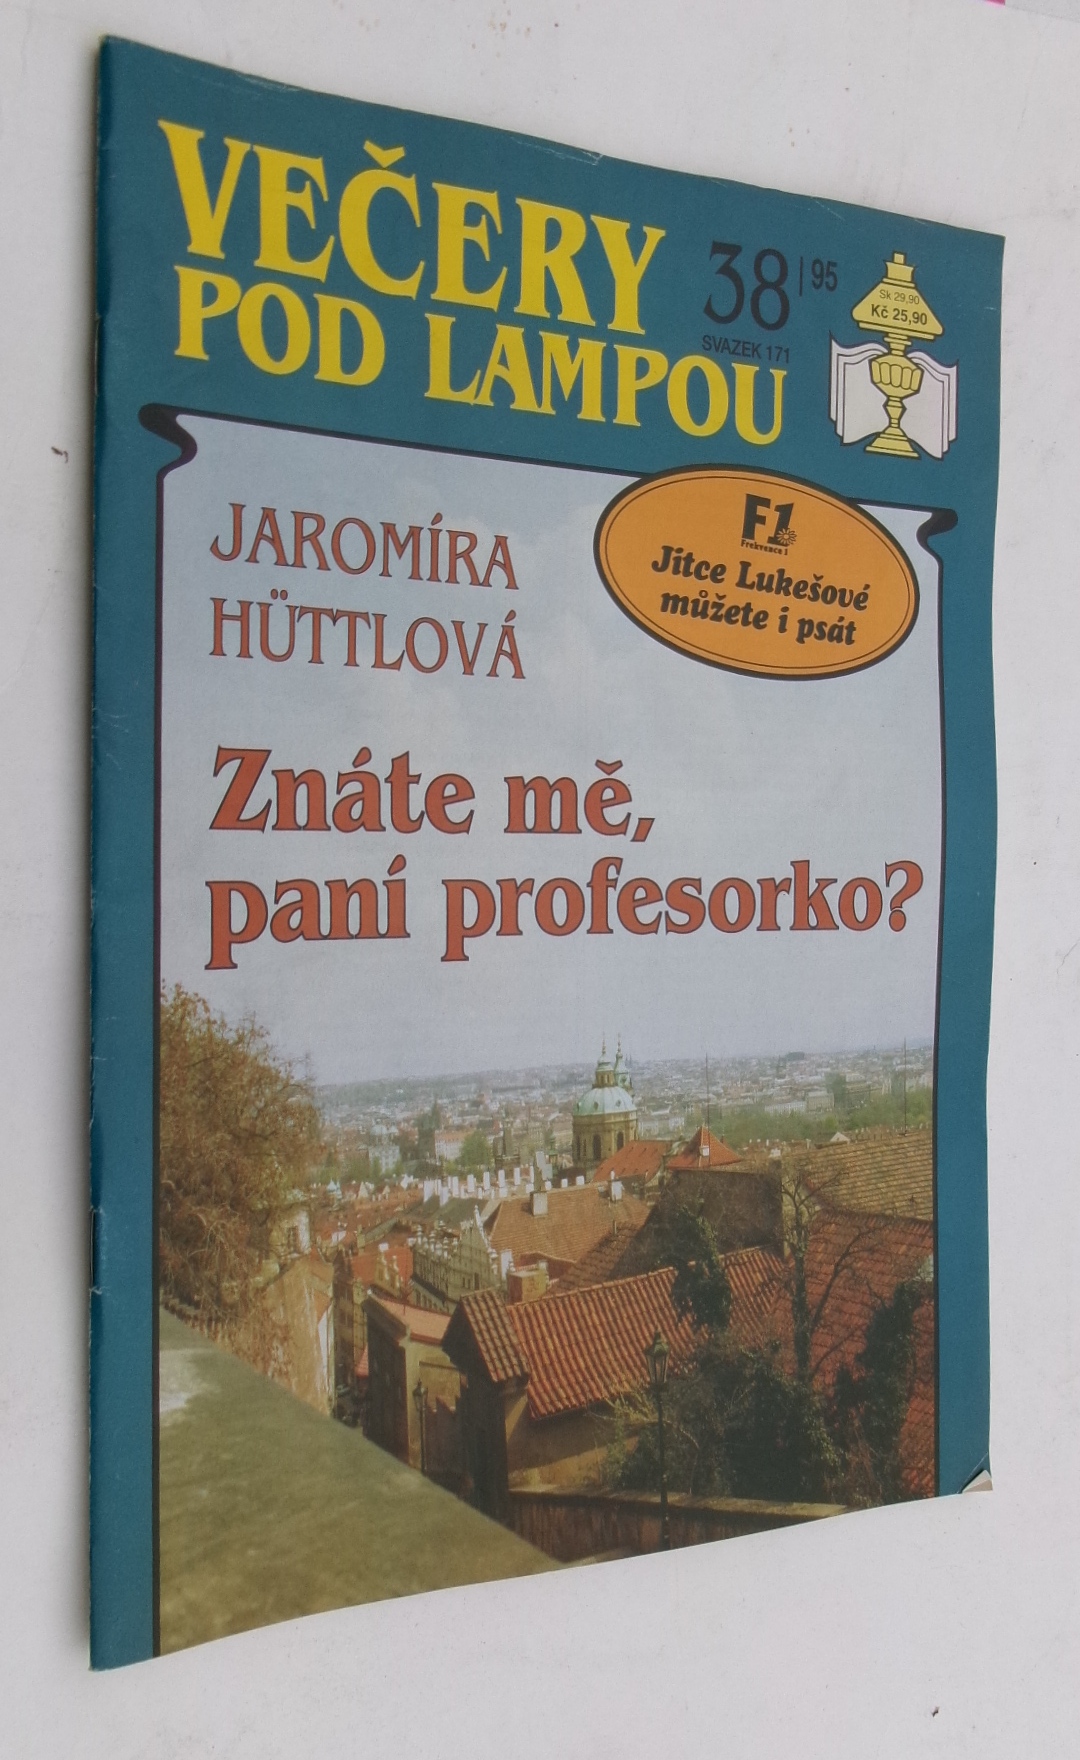 VEČERY
POD LAMPOU
38 | 95
SVAZEK 171
Sk 29,90
Kč 25,90
JAROMÍRA
HÜTTLOVÁ
F1
Frekvence 1
Jitce Lukešové
můžete i psát
Znáte mě,
paní profesorko?